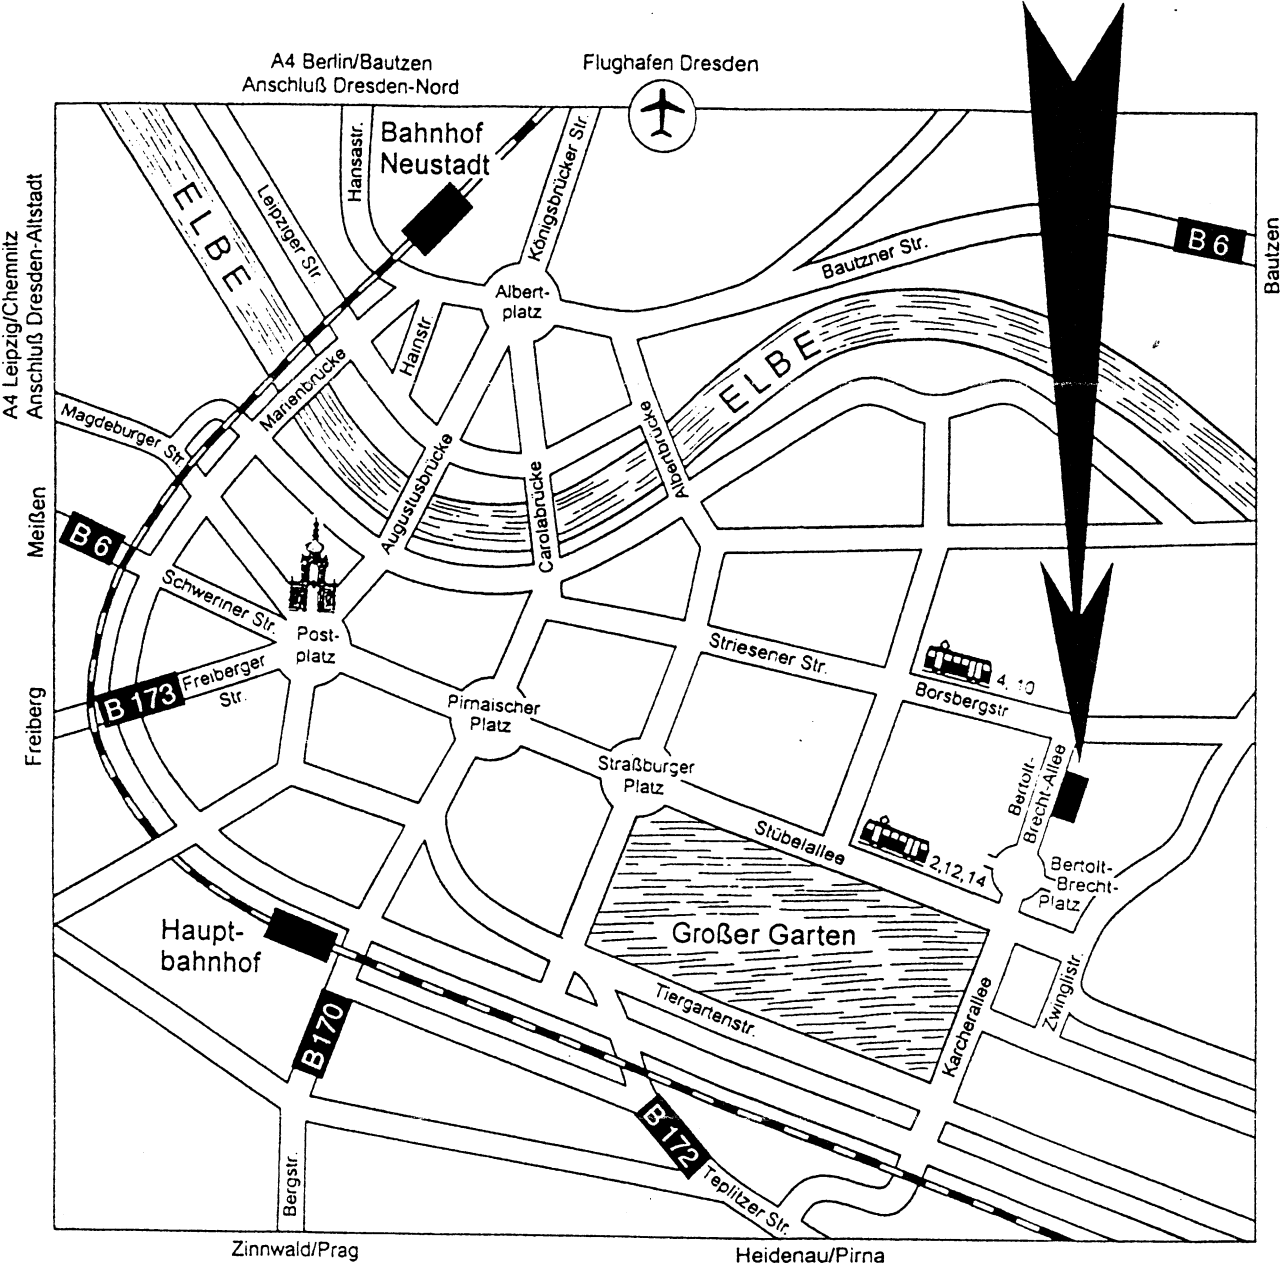 A4 Berlin/Bautzen
Anschluß Dresden-Nord
Flughafen Dresden
A4 Leipzig/Chemnitz
Anschluß Dresden-Altstadt
Hansastr.
Bahnhof
Neustadt
Königsbrücker Str.
ELBE
Leipziger Str.
Albert-
platz
Bautzner Str.
B 6
Bautzen
Hainstr.
Marienbrücke
ELBE
Magdeburger Str.
Augustusbrücke
Carolabrücke
Meißen
B 6
Schweriner Str.
Post-
platz
Striesener Str.
4, 10
Borsbergstr
Freiberg
B 173
Freiberger
Str.
Pirnaischer
Platz
Straßburger
Platz
Bertolt-
Brecht-Allee
Stübelallee
2,12,14
Bertolt-
Brecht-
Platz
Haupt-
bahnhof
Großer Garten
Tiergartenstr.
Karcherallee
Zwinglistr.
B 170
B 172
Teplitzer Str.
Bergstr.
Zinnwald/Prag
Heidenau/Pirna